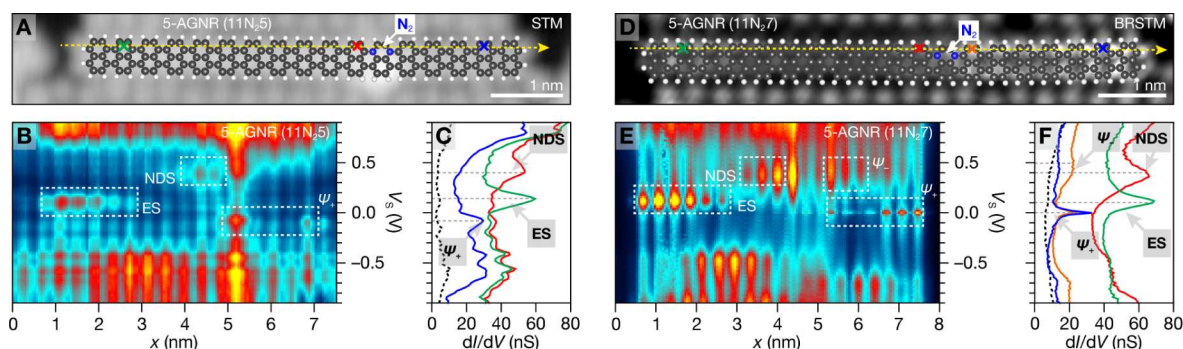 A
5-AGNR (11N₂5)
N₂
STM
1 nm
B
5-AGNR (11N₂5)
NDS
ES
Ψ₊
0.5
0.0
−0.5
Vₛ (V)
0 1 2 3 4 5 6 7
x (nm)
C
NDS
Ψ₊
ES
0 20 40 60 80
dI/dV (nS)
D
5-AGNR (11N₂7)
N₂
BRSTM
1 nm
E
5-AGNR (11N₂7)
NDS
Ψ₋
ES
Ψ₊
0.5
0.0
−0.5
Vₛ (V)
0 1 2 3 4 5 6 7 8
x (nm)
F
NDS
Ψ₊
ES
0 20 40 60 80
dI/dV (nS)